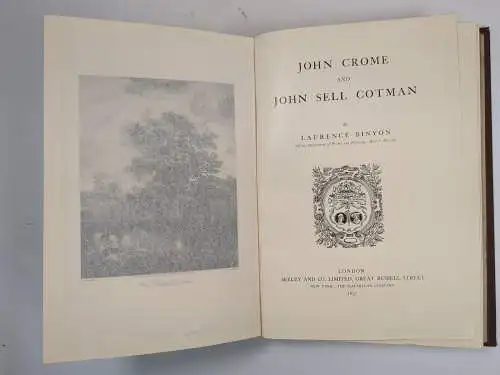 JOHN CROME
AND
JOHN SELL COTMAN
BY
LAURENCE BINYON
LONDON
SEELEY AND CO. LIMITED, GREAT RUSSELL STREET
NEW YORK, THE MACMILLAN COMPANY
1897